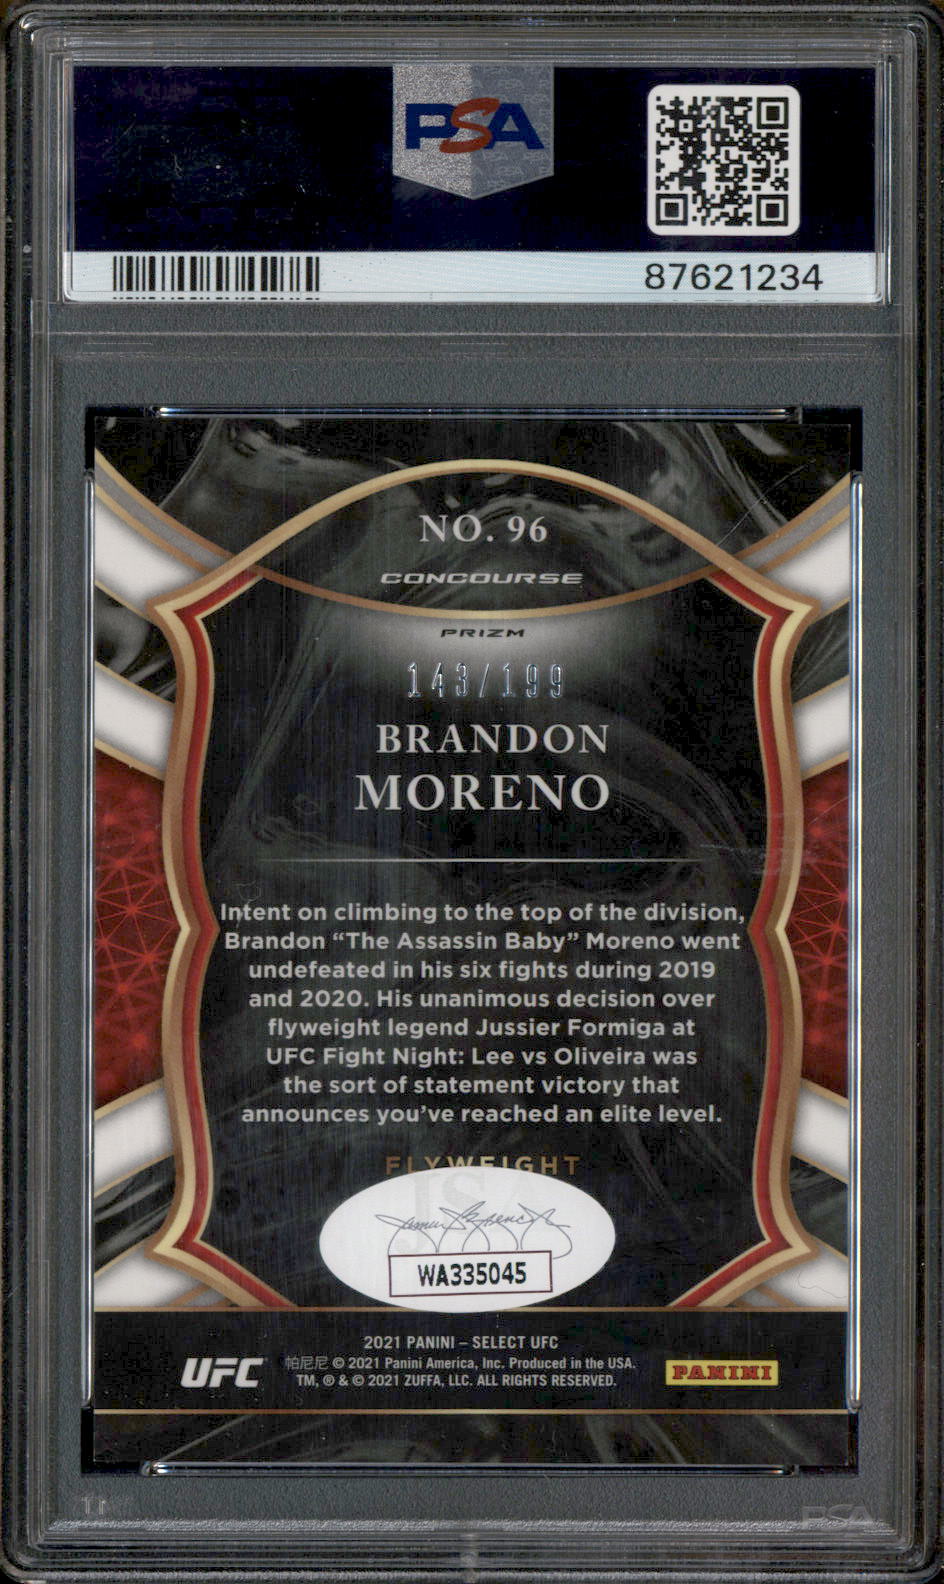 PSA
87621234
NO. 96
CONCOURSE
PRIZM
143/199
BRANDON
MORENO
Intent on climbing to the top of the division,
Brandon “The Assassin Baby” Moreno went
undefeated in his six fights during 2019
and 2020. His unanimous decision over
flyweight legend Jussier Formiga at
UFC Fight Night: Lee vs Oliveira was
the sort of statement victory that
announces you’ve reached an elite level.
FLYWEIGHT
JSA
WA335045
2021 PANINI – SELECT UFC
UFC
帕尼尼 © 2021 Panini America, Inc. Produced in the USA.
TM, ® & © 2021 ZUFFA, LLC. ALL RIGHTS RESERVED.
PANINI
PSA